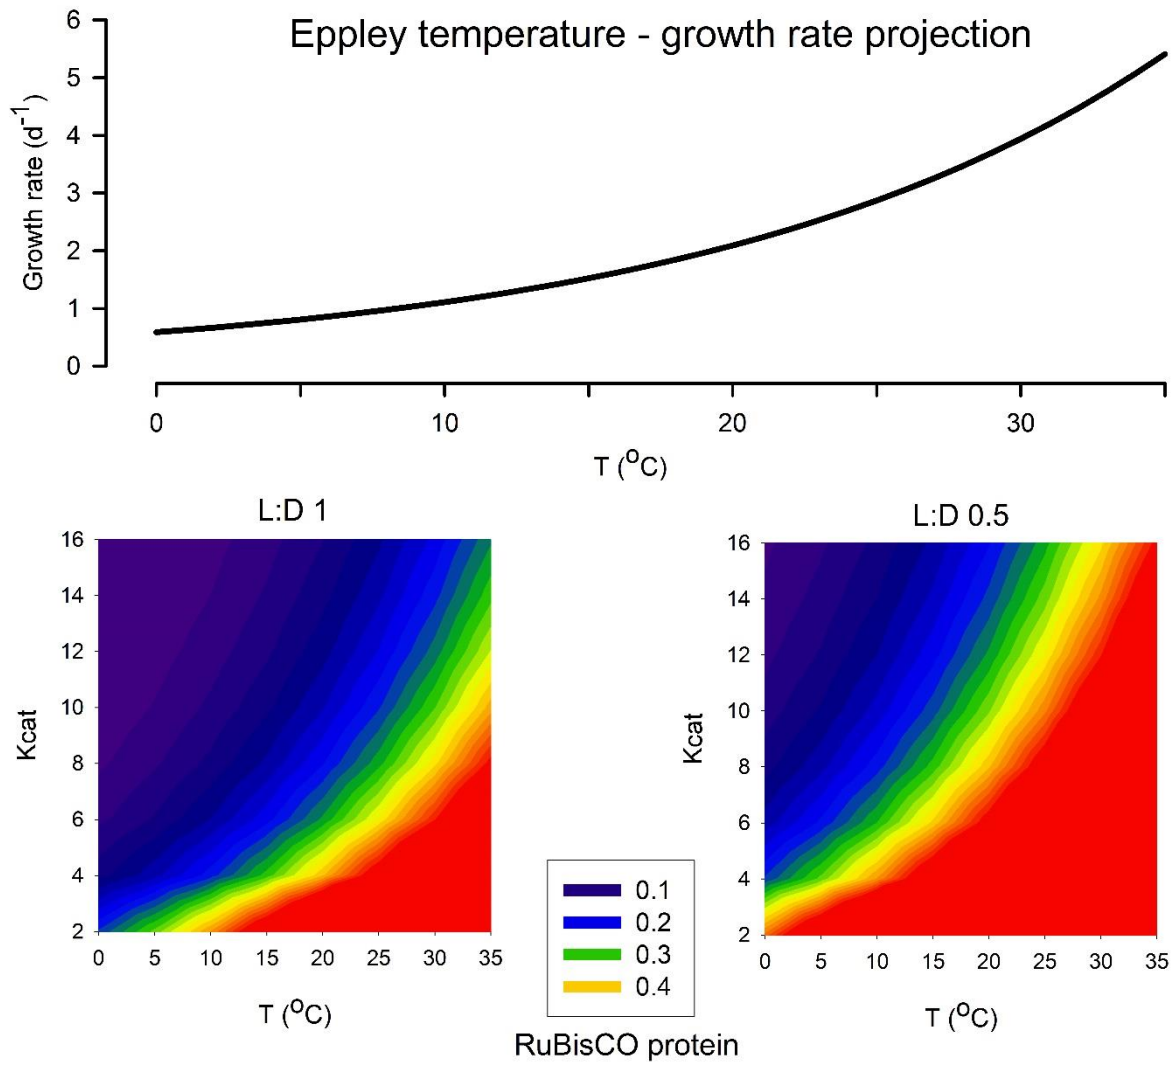 Eppley temperature - growth rate projection
Growth rate (d-1)
6
5
4
3
2
1
0
0 10 20 30
T (oC)
L:D 1
Kcat
16
14
12
10
8
6
4
2
0 5 10 15 20 25 30 35
T (oC)
L:D 0.5
Kcat
16
14
12
10
8
6
4
2
0 5 10 15 20 25 30 35
T (oC)
0.1
0.2
0.3
0.4
RuBisCO protein